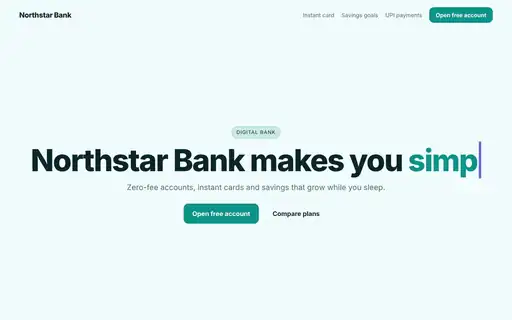 Northstar Bank
Instant card Savings goals UPI payments Open free account
DIGITAL BANK
Northstar Bank makes you simp
Zero-fee accounts, instant cards and savings that grow while you sleep.
Open free account Compare plans